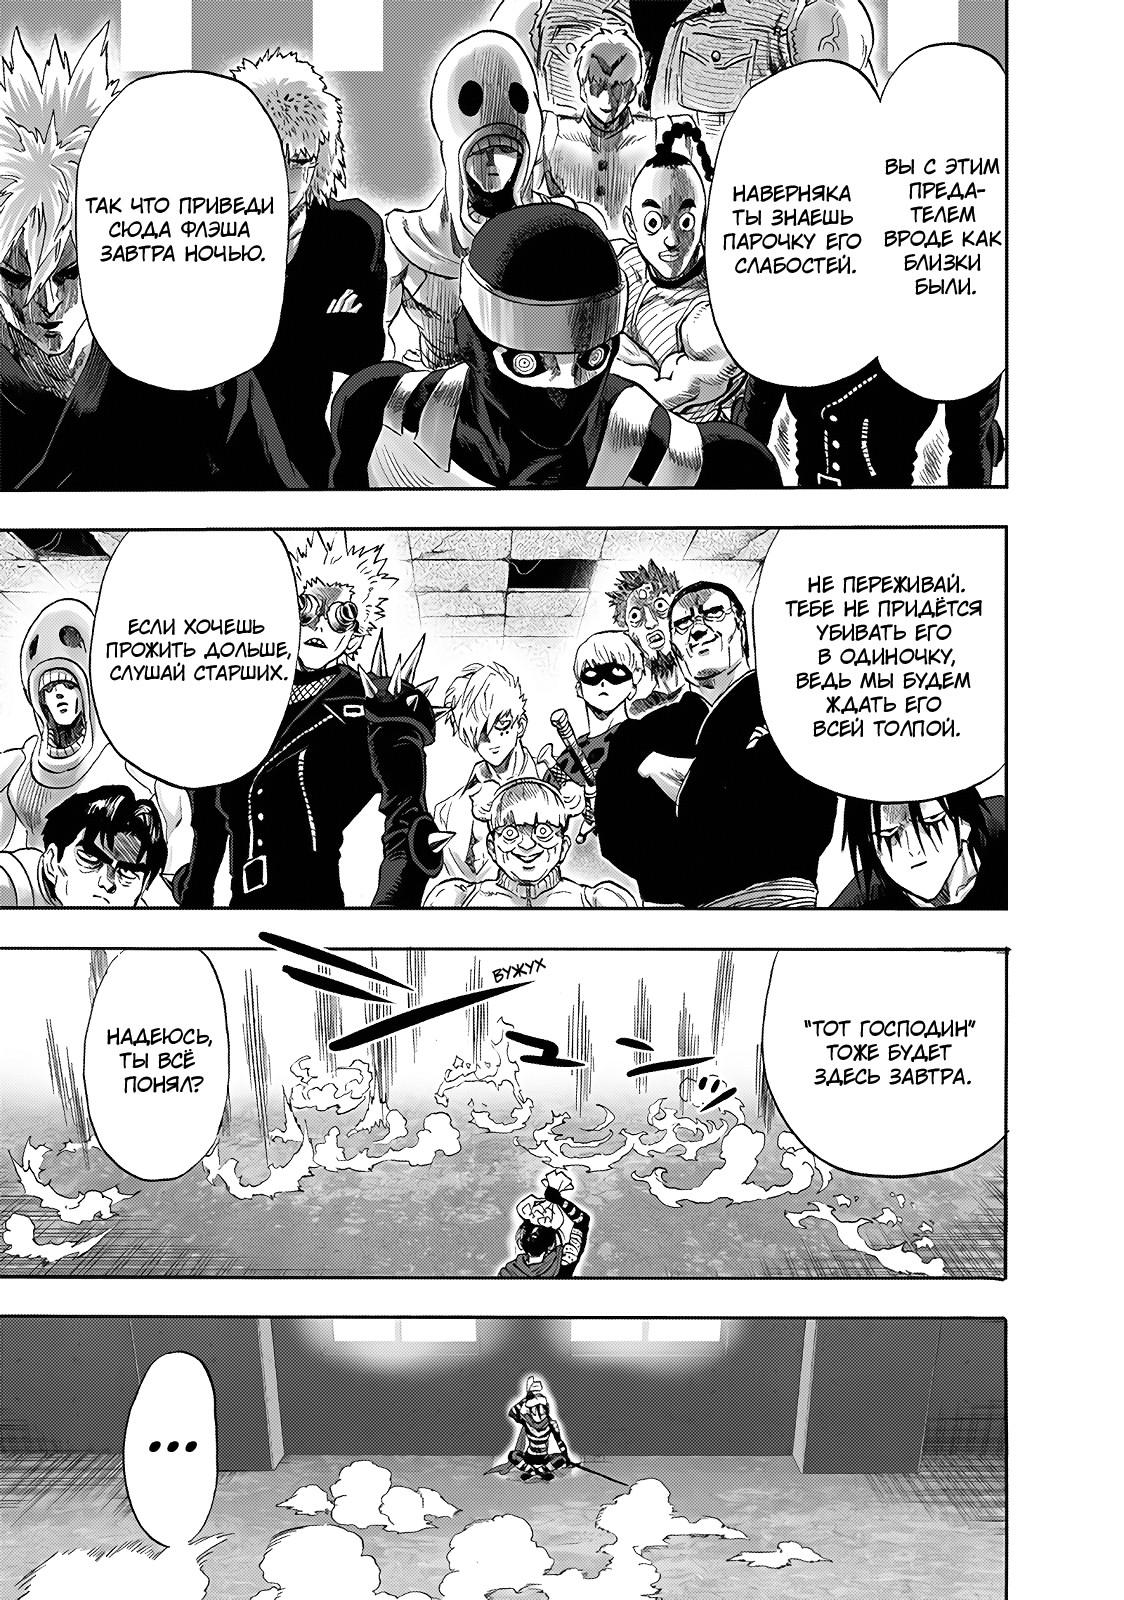 ВЫ С ЭТИМ
ПРЕДА-
ТЕЛЕМ
ВРОДЕ КАК
БЛИЗКИ
БЫЛИ.
НАВЕРНЯКА
ТЫ ЗНАЕШЬ
ПАРОЧКУ ЕГО
СЛАБОСТЕЙ.
ТАК ЧТО ПРИВЕДИ
СЮДА ФЛЭША
ЗАВТРА НОЧЬЮ.
НЕ ПЕРЕЖИВАЙ.
ТЕБЕ НЕ ПРИДЁТСЯ
УБИВАТЬ ЕГО
В ОДИНОЧКУ,
ВЕДЬ МЫ БУДЕМ
ЖДАТЬ ЕГО
ВСЕЙ ТОЛПОЙ.
ЕСЛИ ХОЧЕШЬ
ПРОЖИТЬ ДОЛЬШЕ,
СЛУШАЙ СТАРШИХ.
"ТОТ ГОСПОДИН"
ТОЖЕ БУДЕТ
ЗДЕСЬ ЗАВТРА.
ВУЖУХ
НАДЕЮСЬ,
ТЫ ВСЁ
ПОНЯЛ?
...